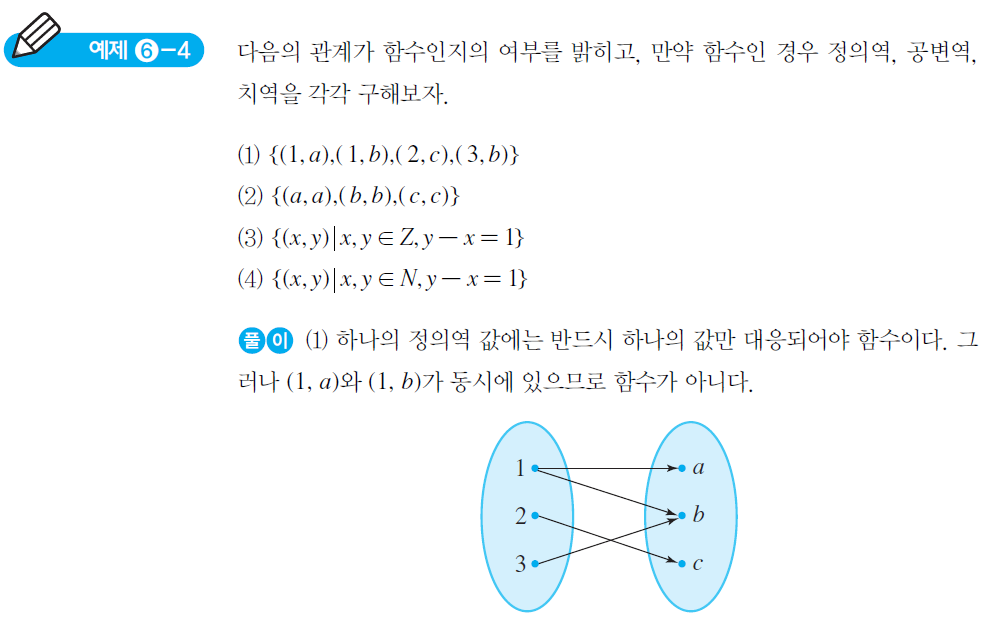 예제 ❻-4
다음의 관계가 함수인지의 여부를 밝히고, 만약 함수인 경우 정의역, 공변역,
치역을 각각 구해보자.
(1) {(1, a),( 1, b),( 2, c),( 3, b)}
(2) {(a, a),( b, b),( c, c)}
(3) {(x, y)|x, y ∈ Z, y − x = 1}
(4) {(x, y)|x, y ∈ N, y − x = 1}
풀이 (1) 하나의 정의역 값에는 반드시 하나의 값만 대응되어야 함수이다. 그
러나 (1, a)와 (1, b)가 동시에 있으므로 함수가 아니다.
1 a
2 b
3 c